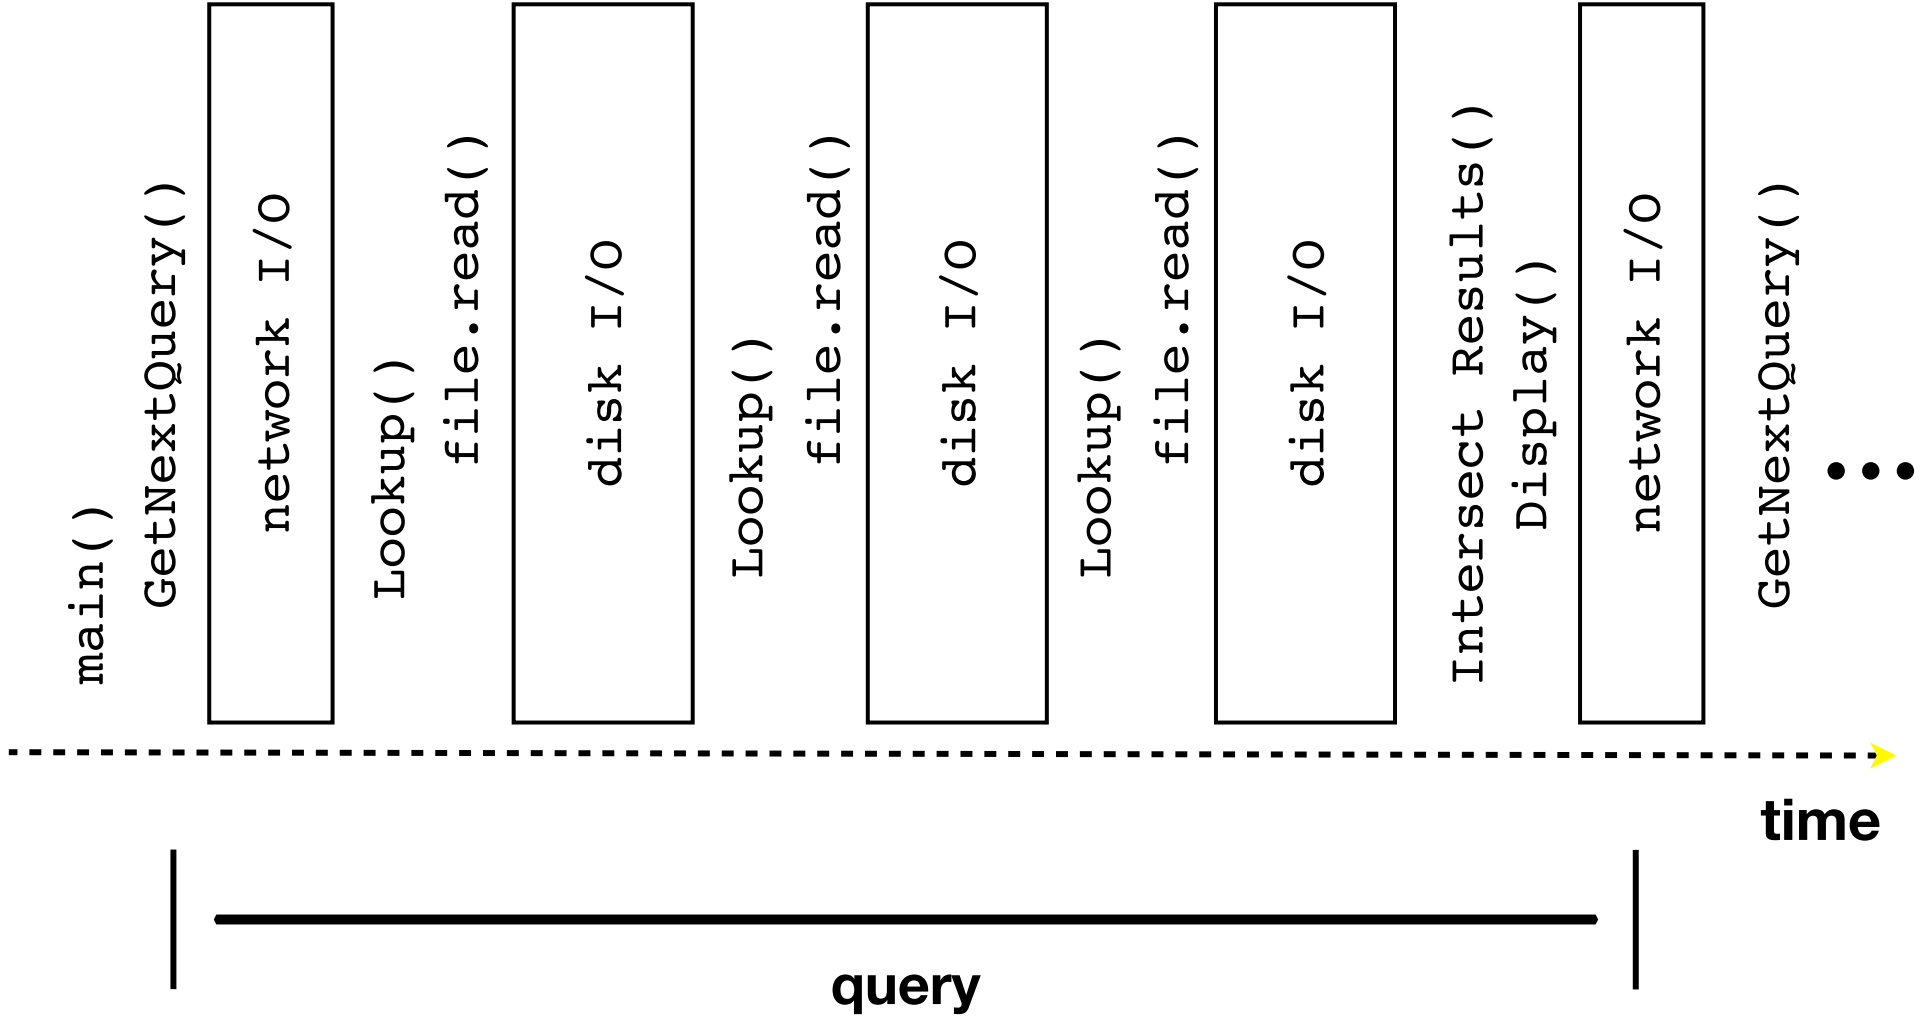 main()
GetNextQuery()
network I/O
Lookup()
file.read()
disk I/O
Lookup()
file.read()
disk I/O
Lookup()
file.read()
disk I/O
Intersect Results()
Display()
network I/O
GetNextQuery()
•••
time
query